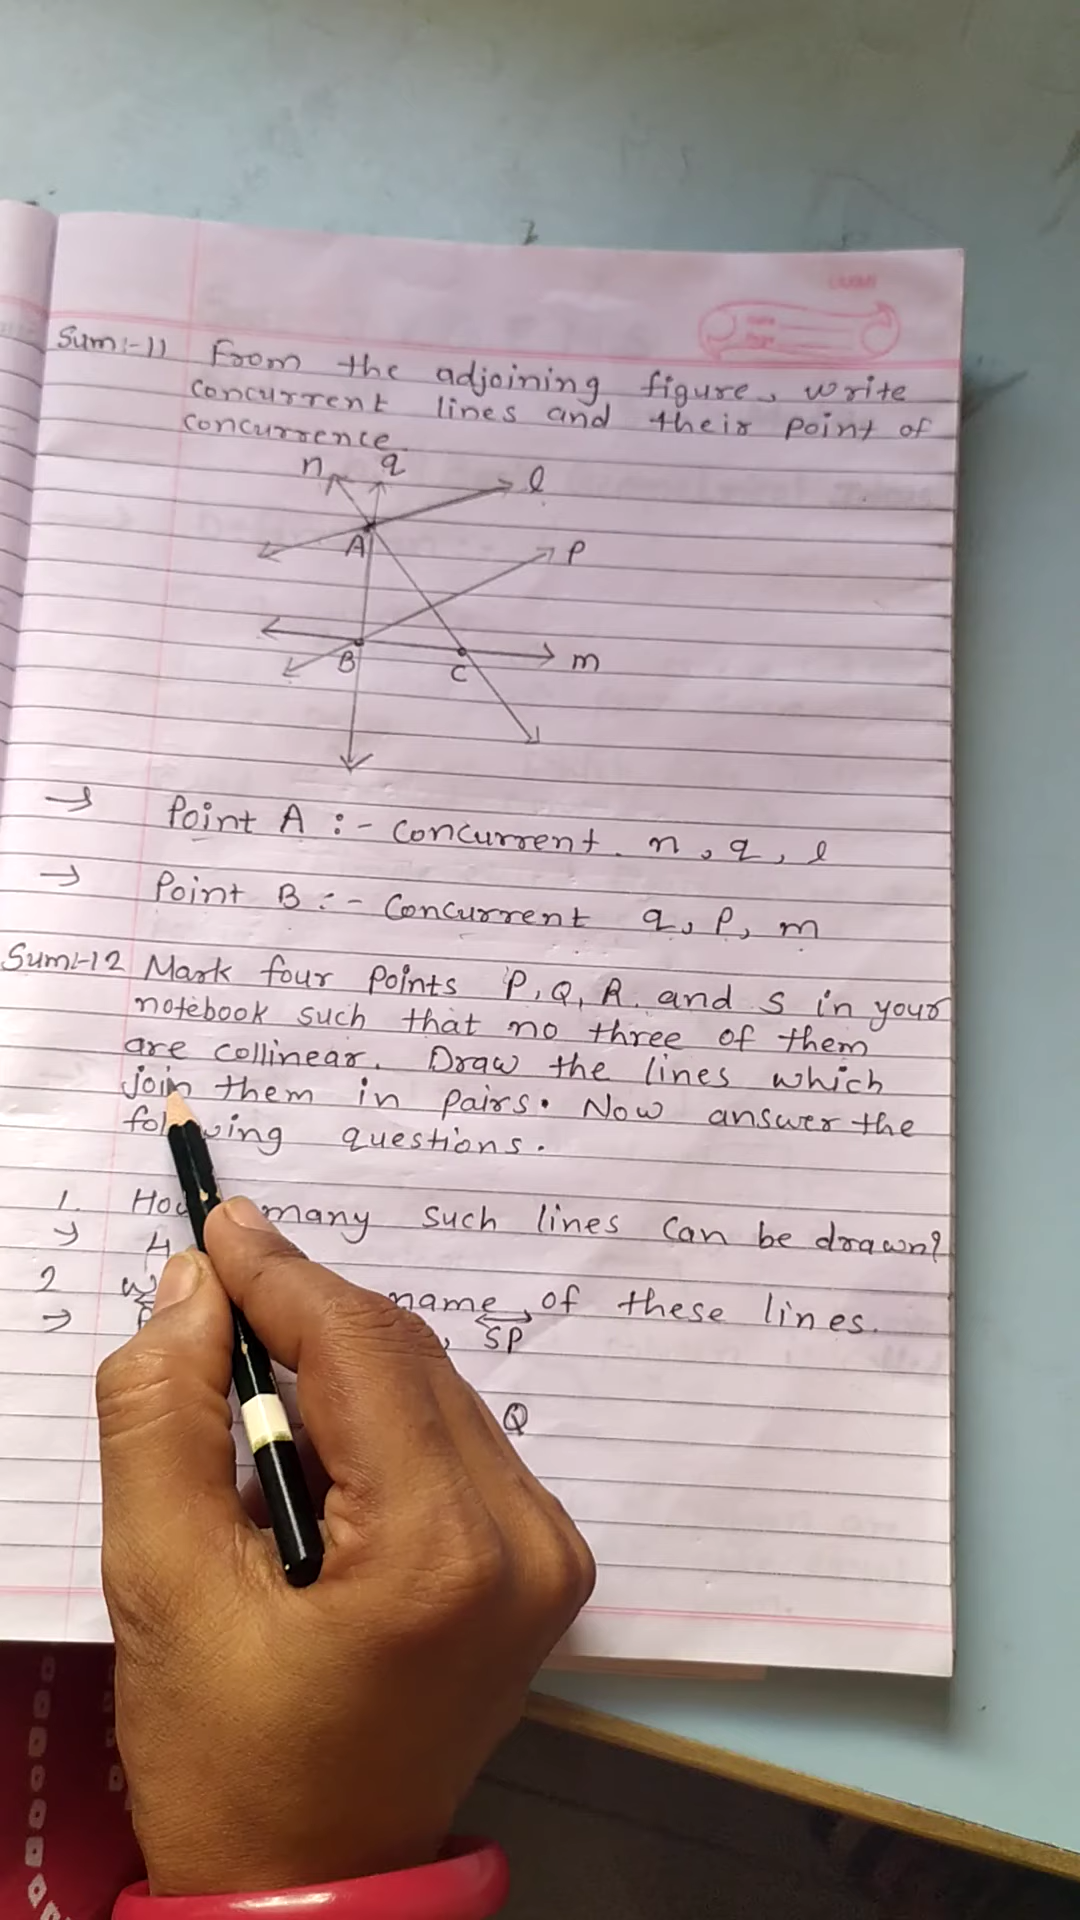 Sum:-11 From the adjoining figure, write
concurrent lines and their point of
concurrence.
n q l
A P
B C m
→ Point A :- concurrent. n, q, l
→ Point B :- Concurrent q, P, m
Sum:-12 Mark four points P, Q, R. and S in your
notebook such that no three of them
are collinear. Draw the lines which
join them in pairs. Now answer the
questions.
1. many such lines can be drawn?
→ 4
2 name of these lines.
→ , SP
Q